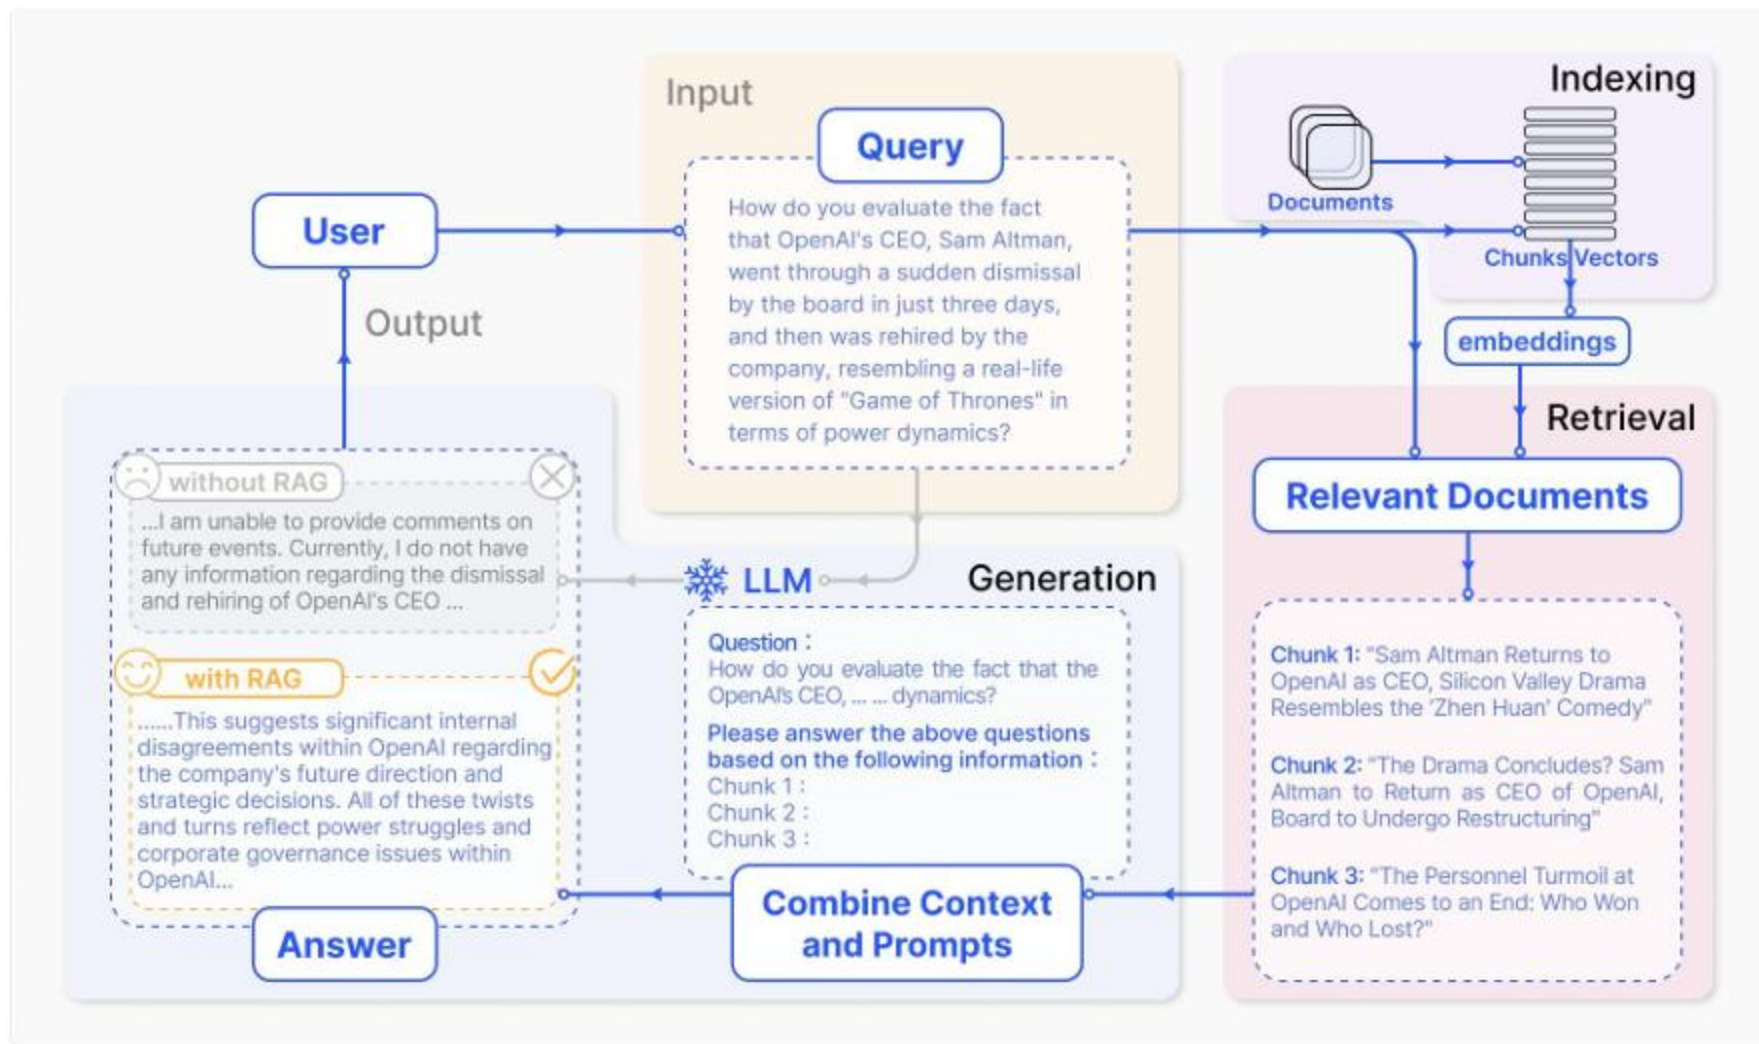 Input
Query
How do you evaluate the fact
that OpenAI's CEO, Sam Altman,
went through a sudden dismissal
by the board in just three days,
and then was rehired by the
company, resembling a real-life
version of "Game of Thrones" in
terms of power dynamics?
Indexing
Documents
Chunks Vectors
embeddings
User
Output
Retrieval
Relevant Documents
Chunk 1: "Sam Altman Returns to
OpenAI as CEO, Silicon Valley Drama
Resembles the 'Zhen Huan' Comedy"
Chunk 2: "The Drama Concludes? Sam
Altman to Return as CEO of OpenAI,
Board to Undergo Restructuring"
Chunk 3: "The Personnel Turmoil at
OpenAI Comes to an End: Who Won
and Who Lost?"
LLM
Generation
Question :
How do you evaluate the fact that the
OpenAI's CEO, ... ... dynamics?
Please answer the above questions
based on the following information :
Chunk 1 :
Chunk 2 :
Chunk 3 :
Combine Context
and Prompts
without RAG
...I am unable to provide comments on
future events. Currently, I do not have
any information regarding the dismissal
and rehiring of OpenAI's CEO ...
with RAG
......This suggests significant internal
disagreements within OpenAI regarding
the company's future direction and
strategic decisions. All of these twists
and turns reflect power struggles and
corporate governance issues within
OpenAI...
Answer